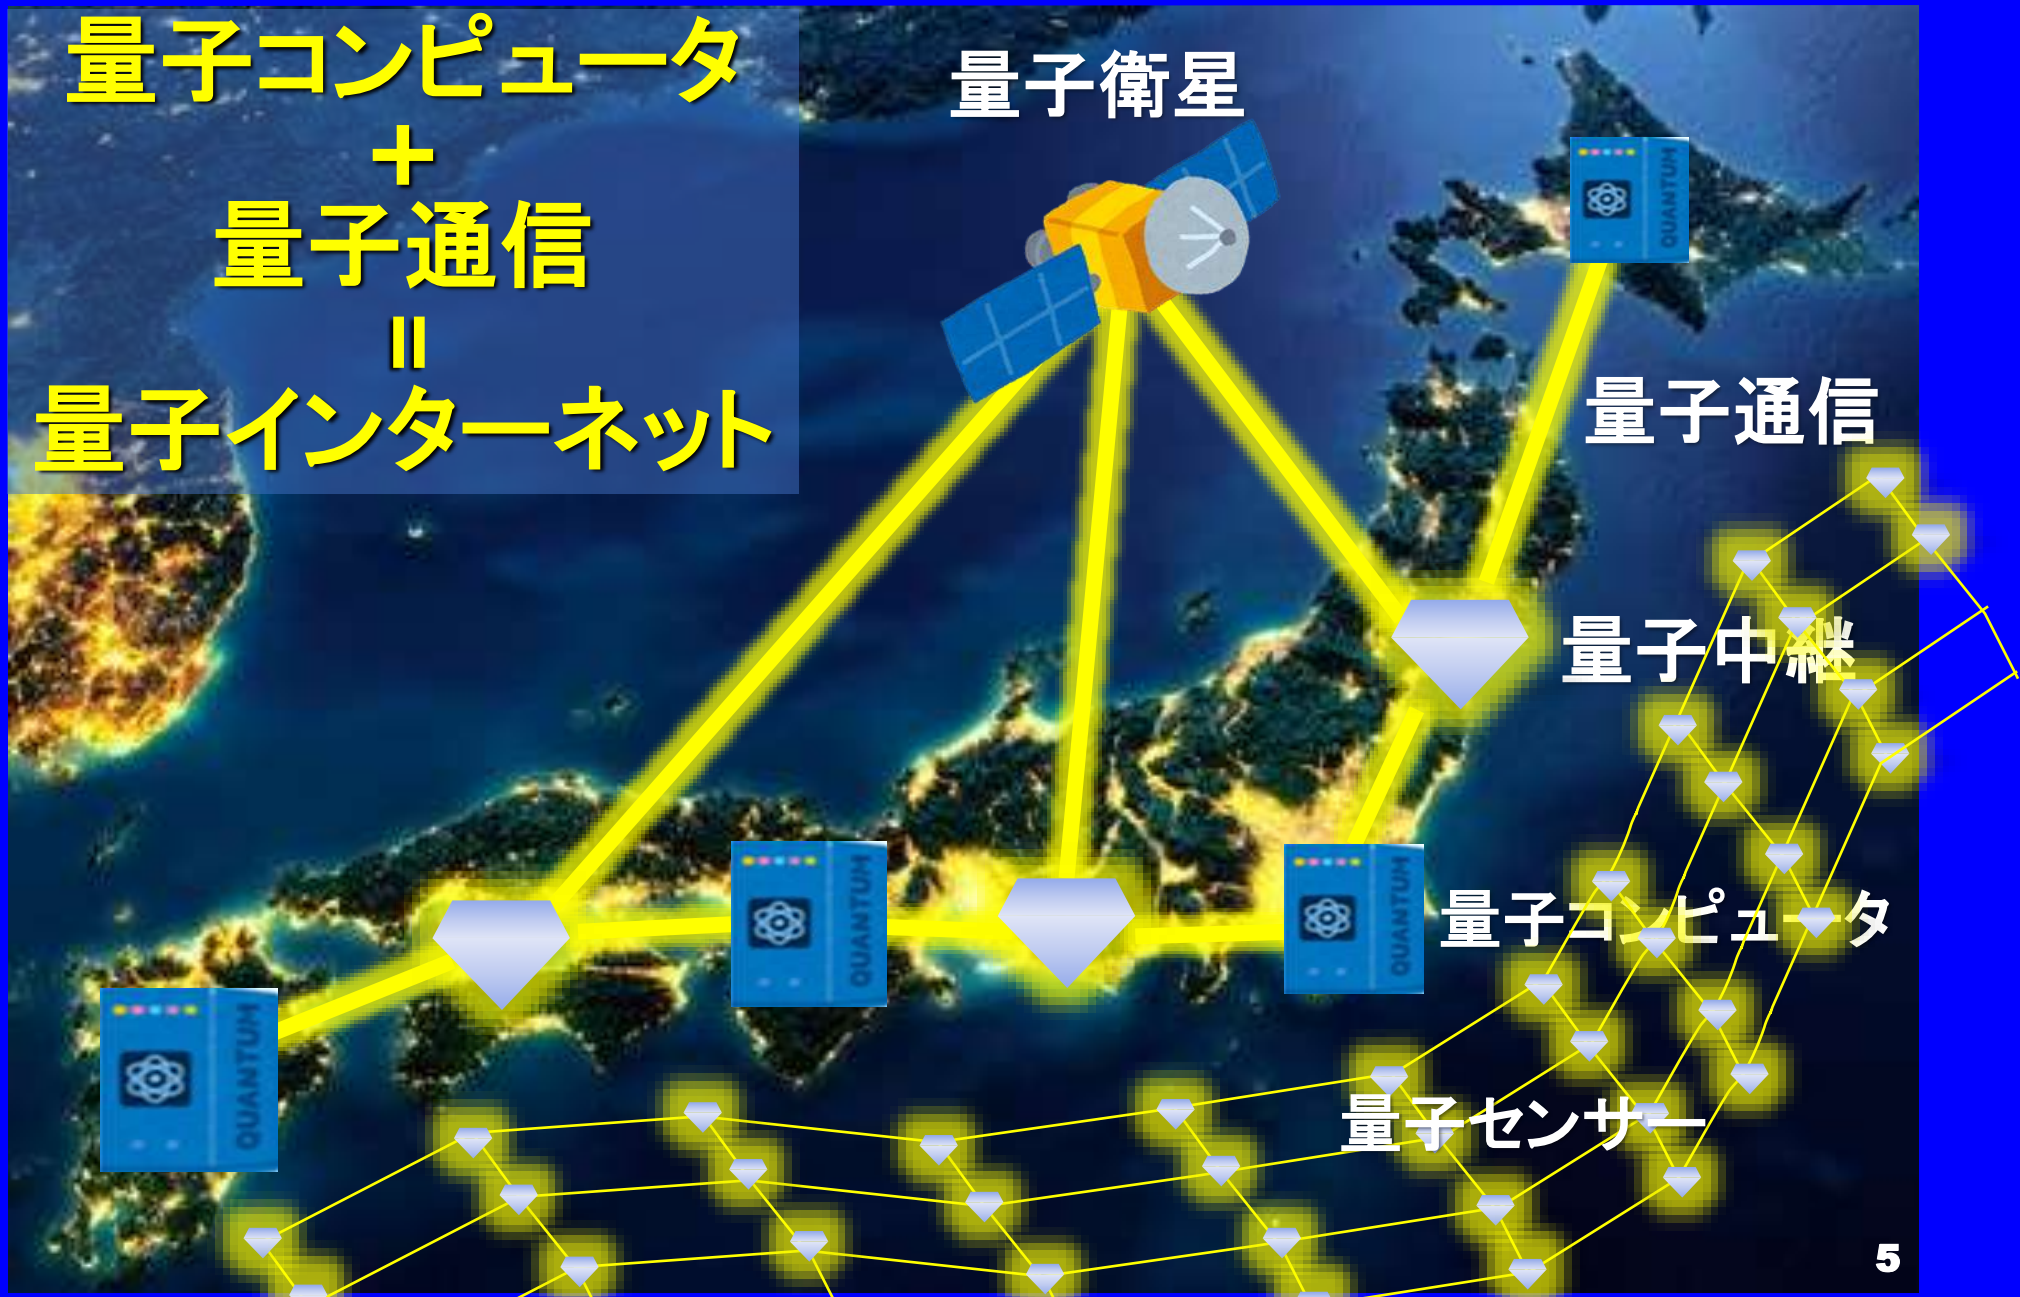 量子コンピュータ
+
量子通信
=
量子インターネット
量子衛星
QUANTUM
量子通信
量子中継
QUANTUM
QUANTUM
量子コンピュータ
QUANTUM
量子センサー
5